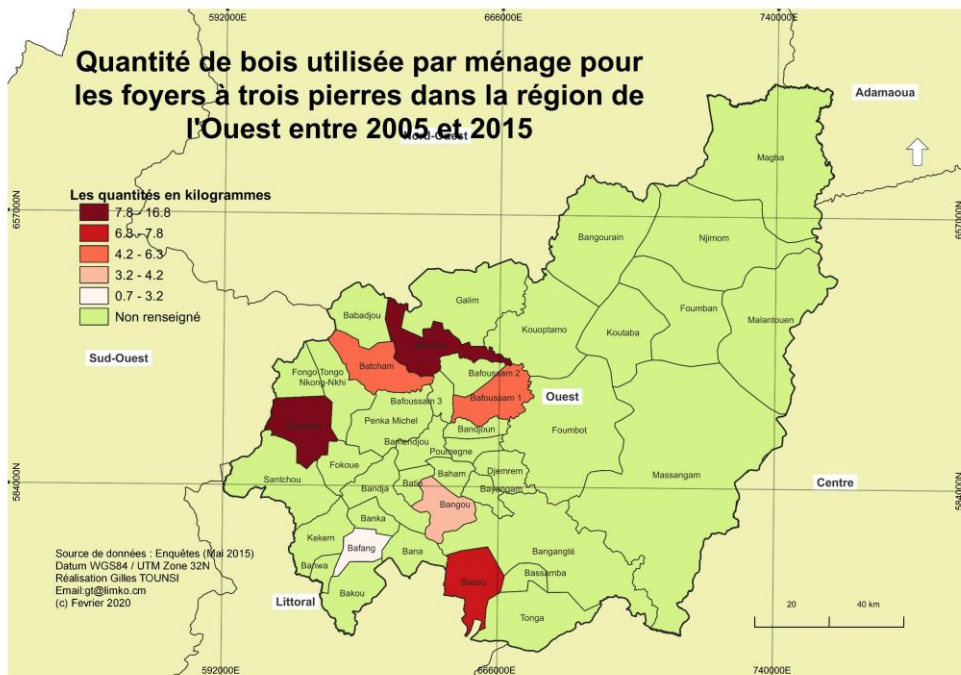 592000E 666000E 740000E
Quantité de bois utilisée par ménage pour
les foyers à trois pierres dans la région de
l'Ouest entre 2005 et 2015
Nord-Ouest
Adamaoua
657000N
657000N
Les quantités en kilogrammes
7.8 - 16.8
6.3 - 7.8
4.2 - 6.3
3.2 - 4.2
0.7 - 3.2
Non renseigné
Magba
Bangourain
Njimom
Galim
Babadjou
Kouoptamo
Koutaba
Foumban
Malantouen
Sud-Ouest
Batcham
Fongo Tongo
Nkong-Nkhi
Bafoussam 2
Bafoussam 3
Bafoussam 1
Ouest
Penka Michel
Bandjoun
Foumbot
Bamendjou
Poumegne
Fokoue
Baham
Djemrem
Massangam
Santchou
Bandja
Batie
Bayangam
Centre
584000N
584000N
Bangou
Banka
Kekem
Bafang
Bana
Bangangté
Banwa
Bazou
Bassamba
Bakou
Tonga
Littoral
Source de données : Enquêtes (Mai 2015)
Datum WGS84 / UTM Zone 32N
Réalisation Gilles TOUNSI
Email:gt@limko.cm
(c) Fevrier 2020
20 40 km
592000E 666000E 740000E